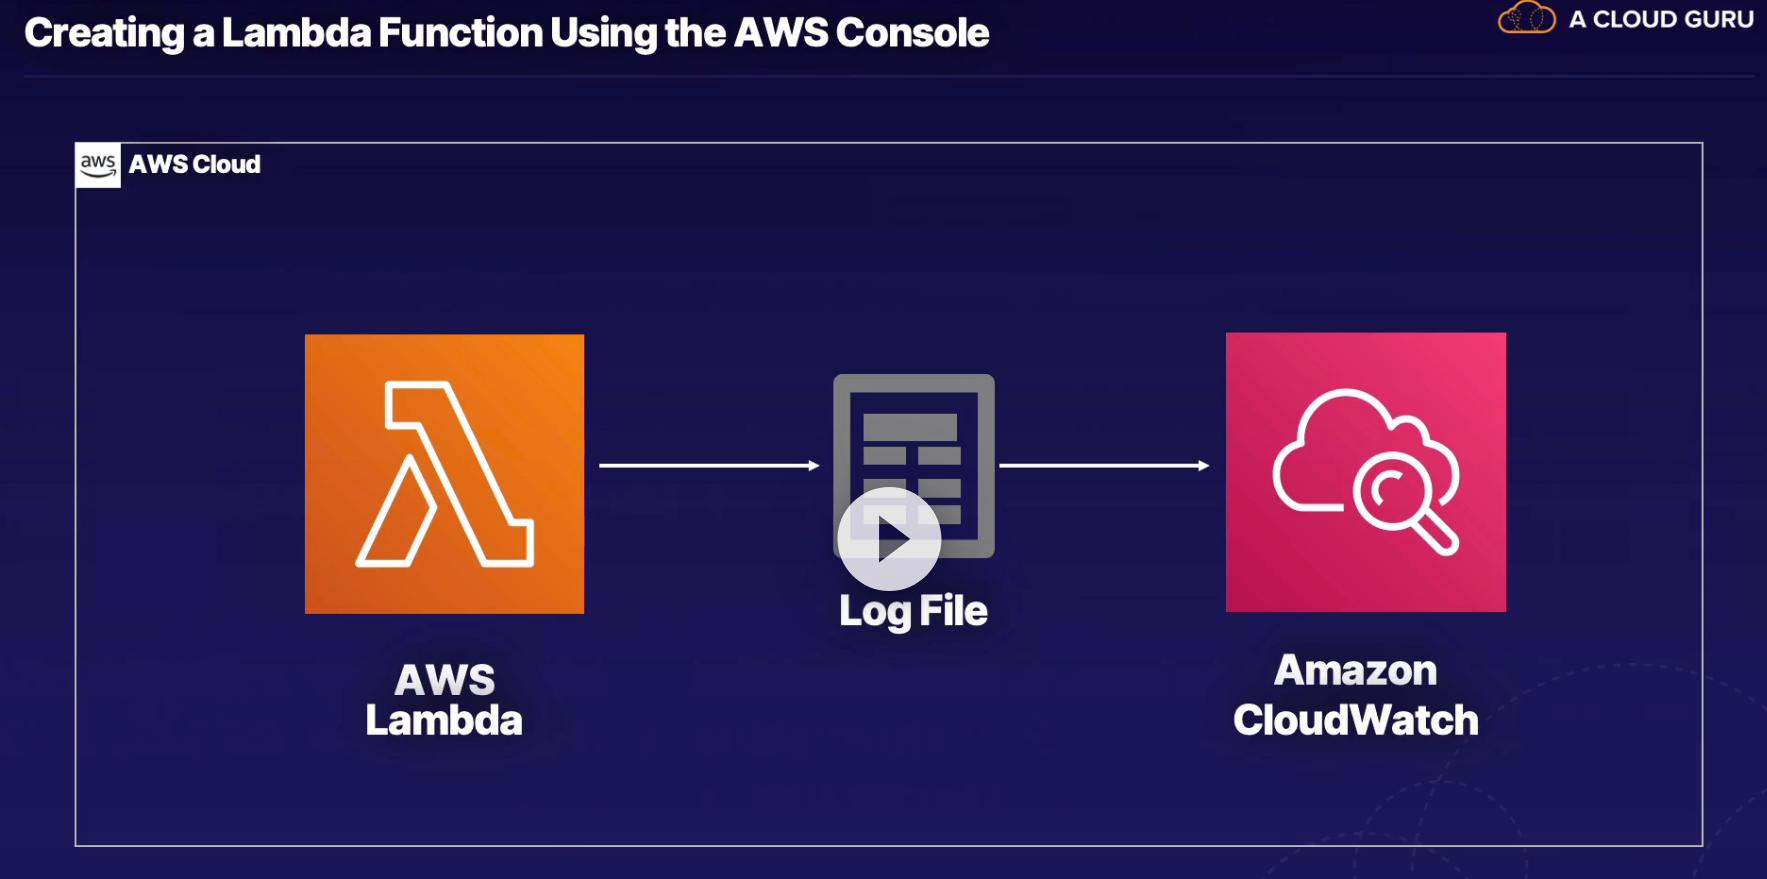 Creating a Lambda Function Using the AWS Console
A CLOUD GURU
aws
AWS Cloud
Log File
AWS
Lambda
Amazon
CloudWatch